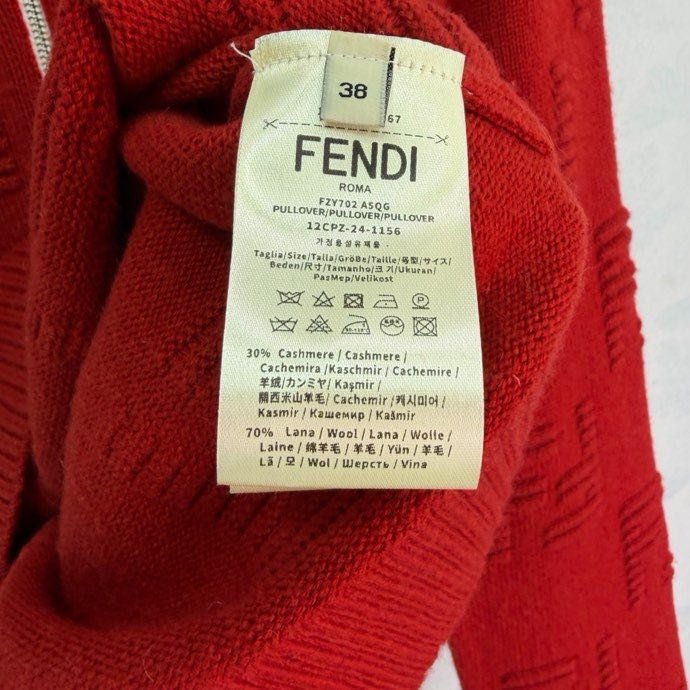 38
67
FENDI
ROMA
FZY702 A5QG
PULLOVER/PULLOVER/PULLOVER
12CPZ-24-1156
가정용섬유제품
Taglia/Size/Talla/Größe/Taille/号型/サイズ/
Beden/尺寸/Tamanho/크기/Ukuran/
РазМер/Velikost
30% Cashmere / Cashmere /
Cachemira/Kaschmir / Cachemire/
羊绒/カシミヤ/ Kaşmir /
開西米山羊毛/ Cachemir /캐시미어/
Kasmir / Кашемир / Kašmir
70% Lana / Wool / Lana / Wolle/
Laine / 綿羊毛 / 羊毛 / Yün / 羊毛/
Lã / 모 / Wol / Шерсть / Vina